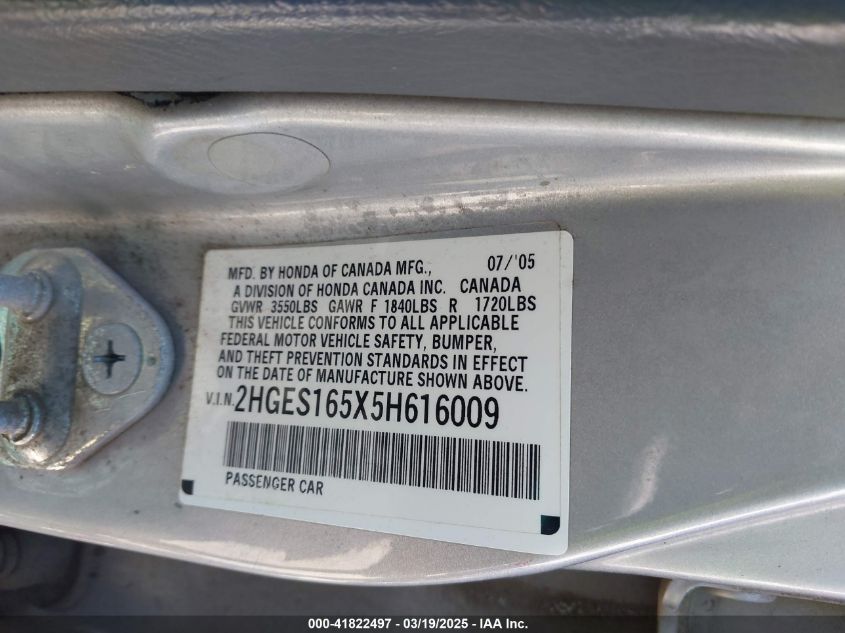 MFD. BY HONDA OF CANADA MFG., 07/'05
A DIVISION OF HONDA CANADA INC. CANADA
GVWR 3550LBS GAWR F 1840LBS R 1720LBS
THIS VEHICLE CONFORMS TO ALL APPLICABLE
FEDERAL MOTOR VEHICLE SAFETY, BUMPER,
AND THEFT PREVENTION STANDARDS IN EFFECT
ON THE DATE OF MANUFACTURE SHOWN ABOVE.
V.I.N. 2HGES165X5H616009
PASSENGER CAR
000-41822497 - 03/19/2025 - IAA, Inc.